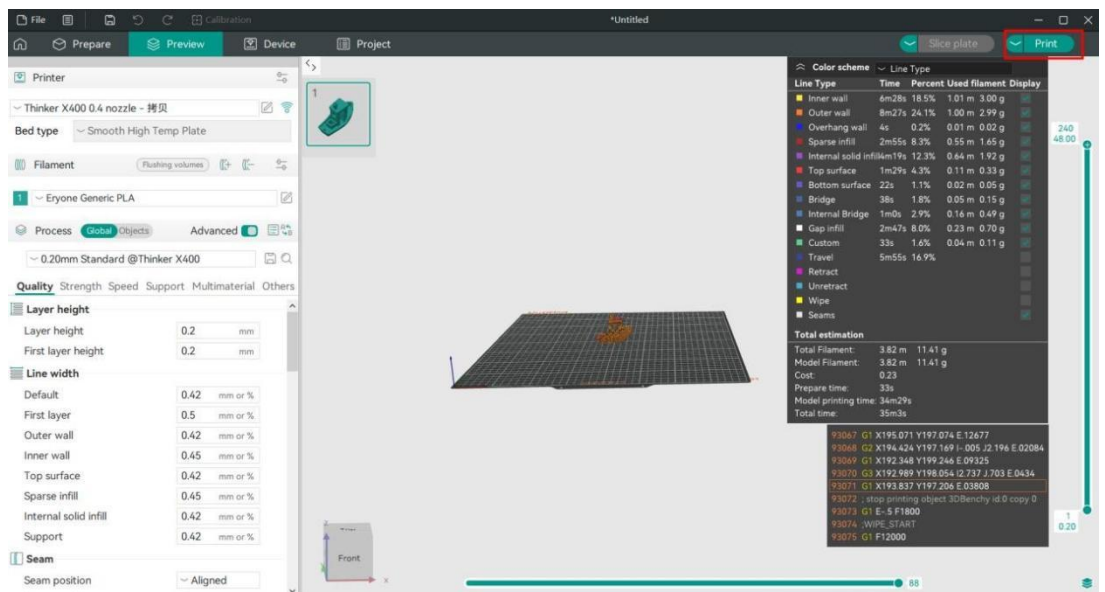 File Calibration *Untitled
Prepare Preview Device Project Slice plate Print
Printer
Thinker X400 0.4 nozzle - 拷贝
Bed type Smooth High Temp Plate
Filament Flushing volumes
1 Eryone Generic PLA
Process Global Objects Advanced
0.20mm Standard @Thinker X400
Quality Strength Speed Support Multimaterial Others
Layer height
Layer height 0.2 mm
First layer height 0.2 mm
Line width
Default 0.42 mm or %
First layer 0.5 mm or %
Outer wall 0.42 mm or %
Inner wall 0.45 mm or %
Top surface 0.42 mm or %
Sparse infill 0.45 mm or %
Internal solid infill 0.42 mm or %
Support 0.42 mm or %
Seam
Seam position Aligned
1
Front
x
Color scheme Line Type
Line Type Time Percent Used filament Display
Inner wall 6m28s 18.5% 1.01 m 3.00 g
Outer wall 8m27s 24.1% 1.00 m 2.99 g
Overhang wall 4s 0.2% 0.01 m 0.02 g
Sparse infill 2m55s 8.3% 0.55 m 1.65 g
Internal solid infill 4m19s 12.3% 0.64 m 1.92 g
Top surface 1m29s 4.3% 0.11 m 0.33 g
Bottom surface 22s 1.1% 0.02 m 0.05 g
Bridge 38s 1.8% 0.05 m 0.15 g
Internal Bridge 1m0s 2.9% 0.16 m 0.49 g
Gap infill 2m47s 8.0% 0.23 m 0.70 g
Custom 33s 1.6% 0.04 m 0.11 g
Travel 5m55s 16.9%
Retract
Unretract
Wipe
Seams
Total estimation
Total Filament: 3.82 m 11.41 g
Model Filament: 3.82 m 11.41 g
Cost: 0.23
Prepare time: 33s
Model printing time: 34m29s
Total time: 35m3s
93067 G1 X195.071 Y197.074 E.12677
93068 G2 X194.424 Y197.169 I-.005 J2.196 E.02084
93069 G1 X192.348 Y199.246 E.09325
93070 G3 X192.989 Y198.054 I2.737 J.703 E.0434
93071 G1 X193.837 Y197.206 E.03808
93072 ; stop printing object 3DBenchy id:0 copy 0
93073 G1 E-.5 F1800
93074 ;WIPE_START
93075 G1 F12000
240
48.00
1
0.20
88